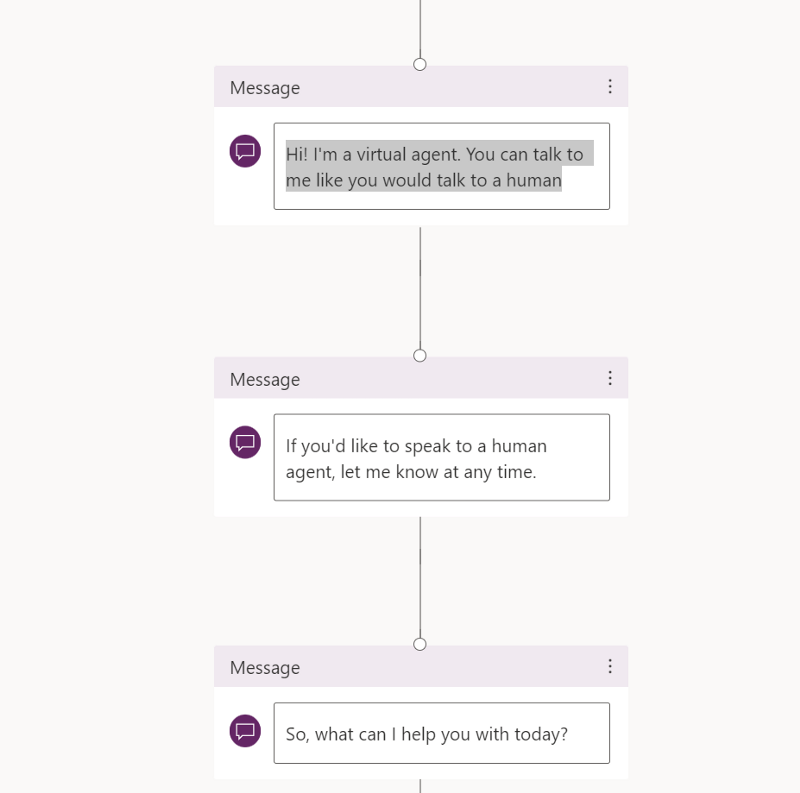 Message
Hi! I'm a virtual agent. You can talk to
me like you would talk to a human
Message
If you'd like to speak to a human
agent, let me know at any time.
Message
So, what can I help you with today?